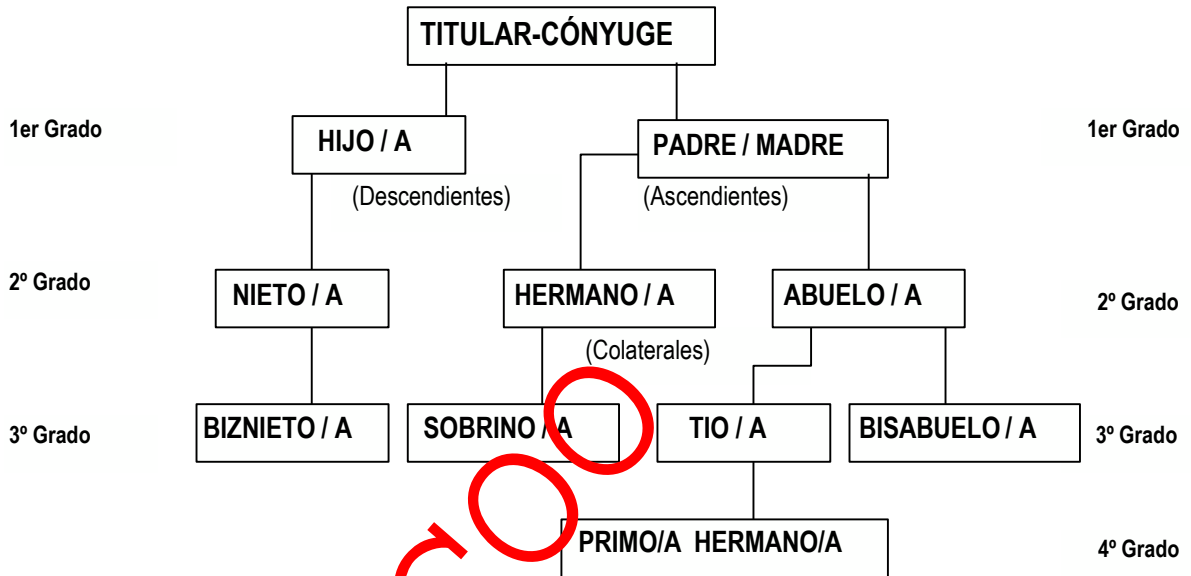 TITULAR-CÓNYUGE
1er Grado HIJO / A PADRE / MADRE 1er Grado
(Descendientes) (Ascendientes)
2º Grado NIETO / A HERMANO / A ABUELO / A 2º Grado
(Colaterales)
3º Grado BIZNIETO / A SOBRINO / A TIO / A BISABUELO / A 3º Grado
PRIMO/A HERMANO/A 4º Grado